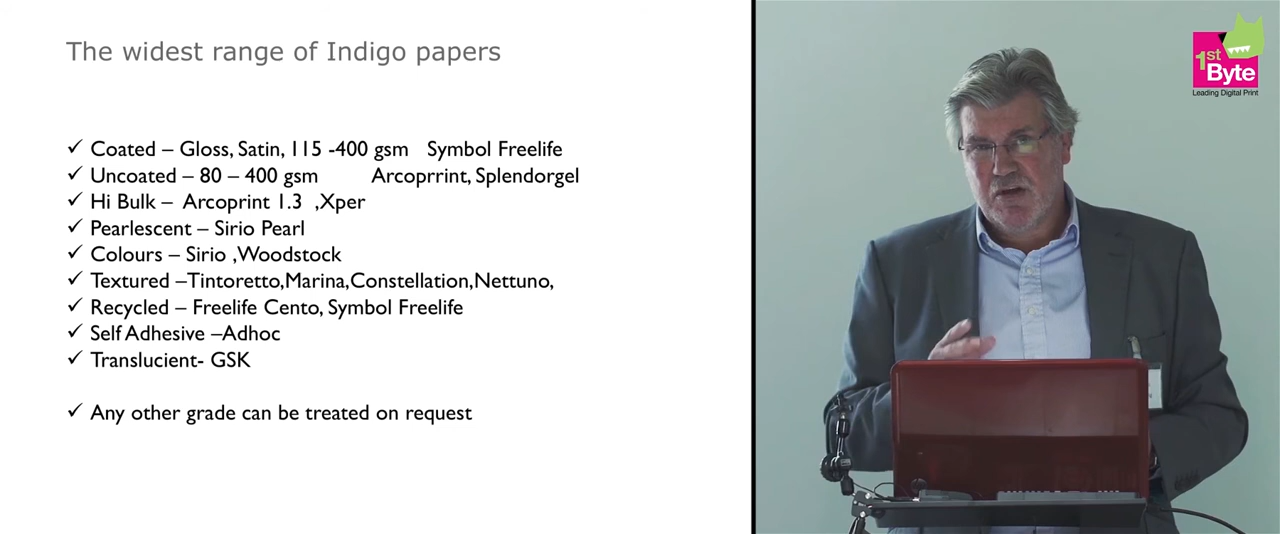 The widest range of Indigo papers
✓ Coated – Gloss, Satin, 115 -400 gsm Symbol Freelife
✓ Uncoated – 80 – 400 gsm Arcoprrint, Splendorgel
✓ Hi Bulk – Arcoprint 1.3 ,Xper
✓ Pearlescent – Sirio Pearl
✓ Colours – Sirio ,Woodstock
✓ Textured –Tintoretto,Marina,Constellation,Nettuno,
✓ Recycled – Freelife Cento, Symbol Freelife
✓ Self Adhesive –Adhoc
✓ Translucient- GSK
✓ Any other grade can be treated on request
1st
Byte
Leading Digital Print